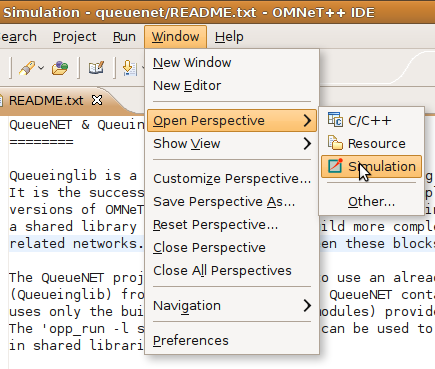 Simulation - queuenet/README.txt - OMNeT++ IDE
earch Project Run Window Help
New Window
New Editor
README.txt
Open Perspective
C/C++
Show View
Resource
Simulation
Customize Perspective...
Save Perspective As...
Other...
Reset Perspective...
Close Perspective
Close All Perspectives
Navigation
Preferences
QueueNET & Queuin
========
Queueinglib is a
It is the succes
versions of OMNeT
a shared library ild more comple
related networks. en these blocks
The QueueNET proj o use an alread
(Queueinglib) fro QueueNET conta
uses only the bui modules) provide
The 'opp_run -l s can be used to
in shared librari